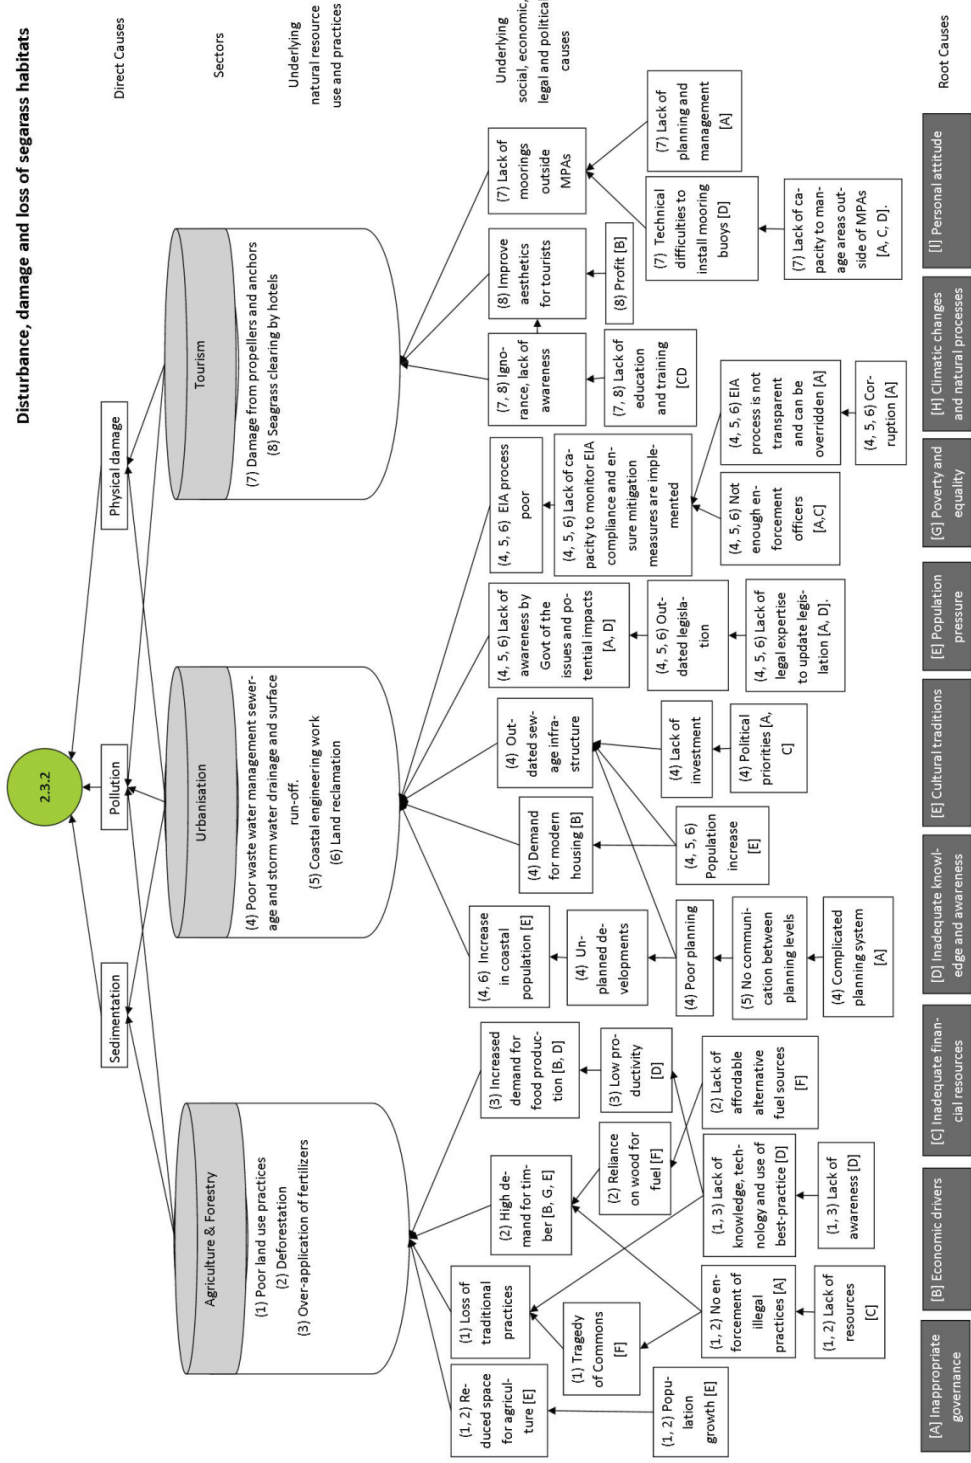 Disturbance, damage and loss of segarass habitats
2.3.2
Direct Causes
Sedimentation
Pollution
Physical damage
Sectors
Agriculture & Forestry
Urbanisation
Tourism
Underlying
natural resource
use and practices
(1) Poor land use practices
(2) Deforestation
(3) Over-application of fertilizers
(4) Poor waste water management sewer-
age and storm water drainage and surface
run-off.
(5) Coastal engineering work
(6) Land reclamation
(7) Damage from propellers and anchors
(8) Seagrass clearing by hotels
Underlying
social, economic,
legal and political
causes
(1, 2) Re-
duced space
for agricul-
ture [E]
(1, 2) Popu-
lation
growth [E]
(1) Loss of
traditional
practices
(1) Tragedy
of Commons
[F]
(2) High de-
mand for tim-
ber [B, G, E]
(2) Reliance
on wood for
fuel [F]
(1, 2) No en-
forcement of
illegal
practices [A]
(1, 2) Lack of
resources
[C]
(3) Increased
demand for
food produc-
tion [B, D]
(3) Low pro-
ductivity
[D]
(1, 3) Lack of
knowledge, tech-
nology and use of
best-practice [D]
(1, 3) Lack of
awareness [D]
(2) Lack of
affordable
alternative
fuel sources
[F]
(4, 6) Increase
in coastal
population [E]
(4) Un-
planned de-
velopments
(4) Poor planning
(5) No communi-
cation between
planning levels
(4) Complicated
planning system
[A]
(4) Demand
for modern
housing [B]
(4, 5, 6)
Population
increase
[E]
(4) Out-
dated sew-
age infra-
structure
(4) Lack of
investment
(4) Political
priorities [A,
C]
(4, 5, 6) Lack of
awareness by
Govt of the
issues and po-
tential impacts
[A, D]
(4, 5, 6) Out-
dated legisla-
tion
(4, 5, 6) Lack of
legal expertise
to update legis-
lation [A, D].
(4, 5, 6) EIA process
poor
(4, 5, 6) Lack of ca-
pacity to monitor EIA
compliance and en-
sure mitigation
measures are imple-
mented
(4, 5, 6) Not
enough en-
forcement
officers
[A,C]
(4, 5, 6) EIA
process is not
transparent
and can be
overridden [A]
(4, 5, 6) Cor-
ruption [A]
(7, 8) Igno-
rance, lack of
awareness
(7, 8) Lack of
education
and training
[CD]
(8) Improve
aesthetics
for tourists
(8) Profit [B]
(7) Lack of
moorings
outside
MPAs
(7) Technical
difficulties to
install mooring
buoys [D]
(7) Lack of ca-
pacity to man-
age areas out-
side of MPAs
[A, C, D].
(7) Lack of
planning and
management
[A]
Root Causes
[A] Inappropriate
governance
[B] Economic drivers
[C] Inadequate finan-
cial resources
[D] Inadequate knowl-
edge and awareness
[E] Cultural traditions
[E] Population
pressure
[G] Poverty and
equality
[H] Climatic changes
and natural processes
[I] Personal attitude